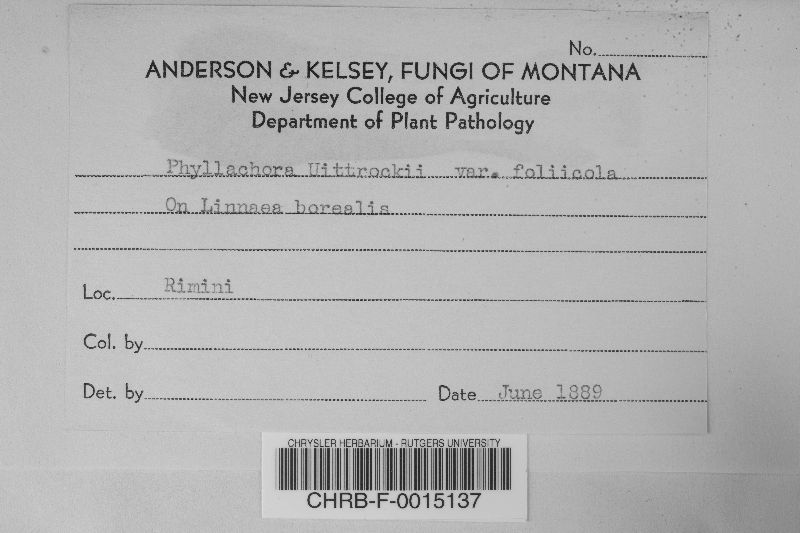 No.
ANDERSON & KELSEY, FUNGI OF MONTANA
New Jersey College of Agriculture
Department of Plant Pathology
Phyllachora Uittrockii var. foliicola
On Linnaea borealis
Loc. Rimini
Col. by
Det. by Date June 1889
CHRYSLER HERBARIUM - RUTGERS UNIVERSITY
CHRB-F-0015137